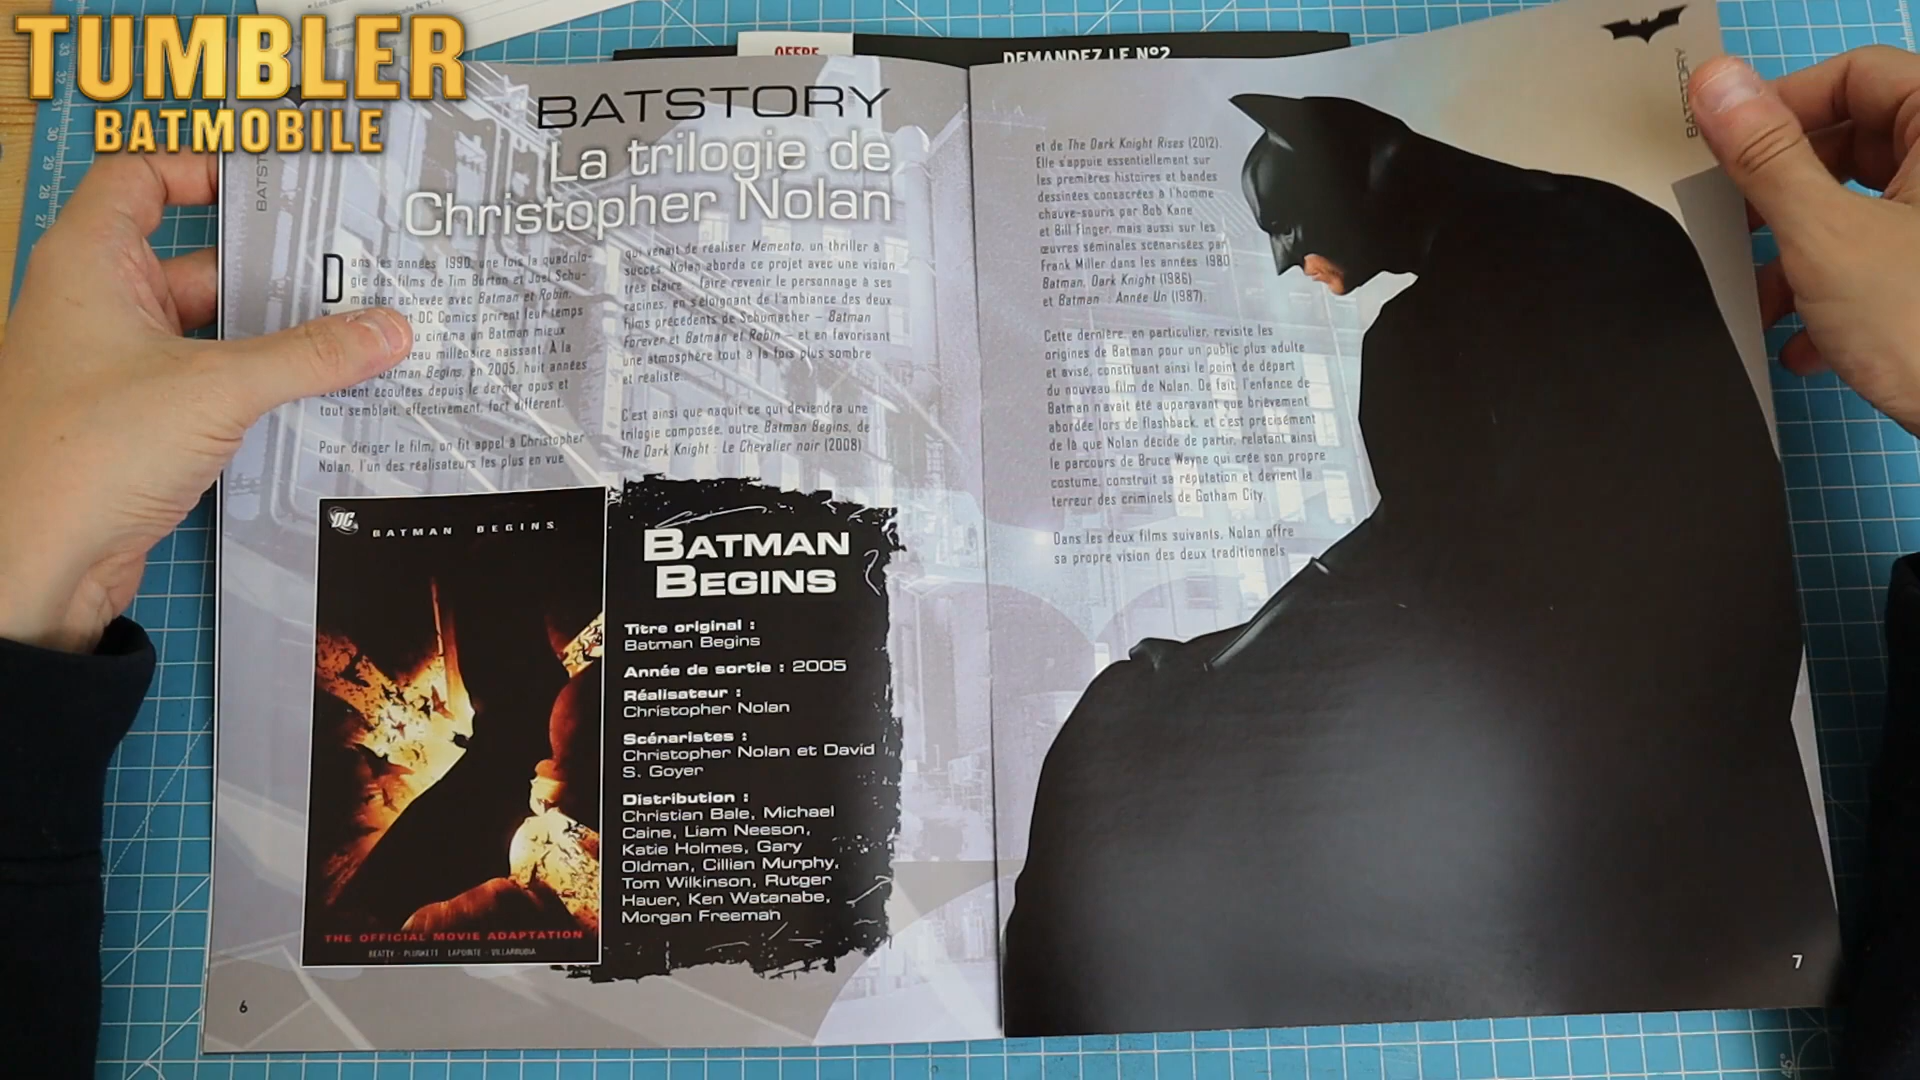 TUMBLER
BATMOBILE
OFFRE
DEMANDEZ LE Nº2
BATSTORY
La trilogie de
Christopher Nolan
Dans les années 1990, une fois la quadrilo-
gie des films de Tim Burton et Joel Schu-
macher achevée avec Batman et Robin,
et DC Comics prirent leur temps
cinéma un Batman mieux
millénaire naissant. À la
Batman Begins, en 2005, huit années
écoulées depuis le dernier opus et
tout semblait, effectivement, fort différent.
Pour diriger le film, on fit appel à Christopher
Nolan, l'un des réalisateurs les plus en vue
qui venait de réaliser Memento, un thriller à
succès. Nolan aborda ce projet avec une vision
très claire : faire revenir le personnage à ses
racines, en s'éloignant de l'ambiance des deux
films précédents de Schumacher – Batman
Forever et Batman et Robin – et en favorisant
une atmosphère tout à la fois plus sombre
et réaliste.
C'est ainsi que naquit ce qui deviendra une
trilogie composée, outre Batman Begins, de
The Dark Knight : Le Chevalier noir (2008)
DC
BATMAN BEGINS
THE OFFICIAL MOVIE ADAPTATION
BEATTY · PLUNKETT · LAPOINTE · VILLARRUBIA
BATMAN
BEGINS
Titre original :
Batman Begins
Année de sortie : 2005
Réalisateur :
Christopher Nolan
Scénaristes :
Christopher Nolan et David
S. Goyer
Distribution :
Christian Bale, Michael
Caine, Liam Neeson,
Katie Holmes, Gary
Oldman, Cillian Murphy,
Tom Wilkinson, Rutger
Hauer, Ken Watanabe,
Morgan Freeman
6
et de The Dark Knight Rises (2012).
Elle s'appuie essentiellement sur
les premières histoires et bandes
dessinées consacrées à l'homme
chauve-souris par Bob Kane
et Bill Finger, mais aussi sur les
œuvres séminales scénarisées par
Frank Miller dans les années 1980 :
Batman, Dark Knight (1986)
et Batman : Année Un (1987).
Cette dernière, en particulier, revisite les
origines de Batman pour un public plus adulte
et avisé, constituant ainsi le point de départ
du nouveau film de Nolan. De fait, l'enfance de
Batman n'avait été auparavant que brièvement
abordée lors de flashback, et c'est précisément
de là que Nolan décide de partir, relatant ainsi
le parcours de Bruce Wayne qui crée son propre
costume, construit sa réputation et devient la
terreur des criminels de Gotham City.
Dans les deux films suivants, Nolan offre
sa propre vision des deux traditionnels
BATSTORY
7